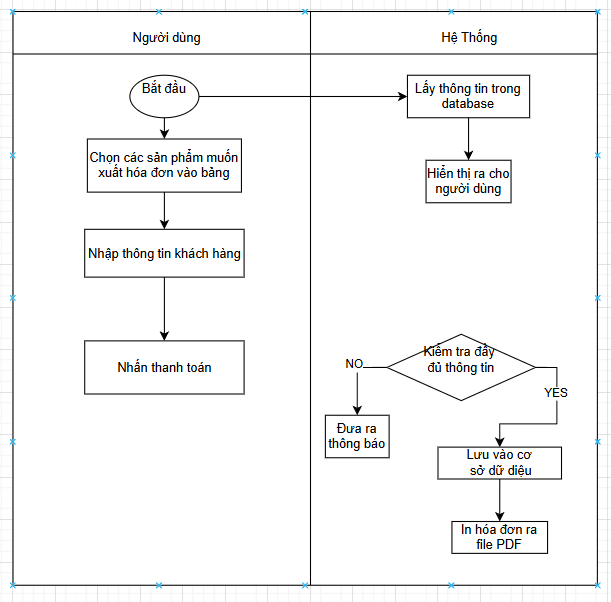 Người dùng
Hệ Thống
Bắt đầu
Lấy thông tin trong
database
Chọn các sản phẩm muốn
xuất hóa đơn vào bảng
Hiển thị ra cho
người dùng
Nhập thông tin khách hàng
Nhấn thanh toán
Kiểm tra đầy
đủ thông tin
NO
YES
Đưa ra
thông báo
Lưu vào cơ
sở dữ diệu
In hóa đơn ra
file PDF